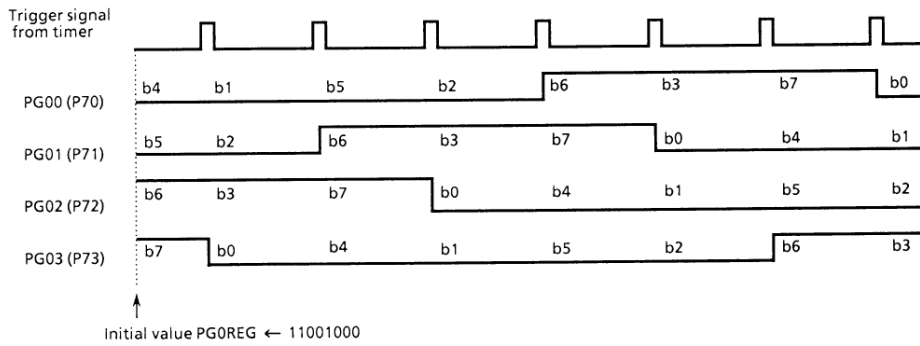 Trigger signal
from timer
PG00 (P70) b4 b1 b5 b2 b6 b3 b7 b0
PG01 (P71) b5 b2 b6 b3 b7 b0 b4 b1
PG02 (P72) b6 b3 b7 b0 b4 b1 b5 b2
PG03 (P73) b7 b0 b4 b1 b5 b2 b6 b3
Initial value PG0REG ← 11001000